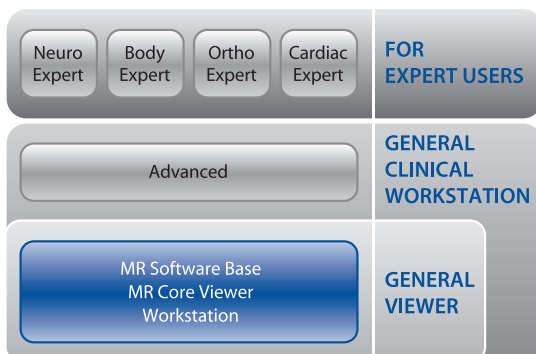 Neuro
Expert
Body
Expert
Ortho
Expert
Cardiac
Expert
FOR
EXPERT USERS
Advanced
GENERAL
CLINICAL
WORKSTATION
MR Software Base
MR Core Viewer
Workstation
GENERAL
VIEWER